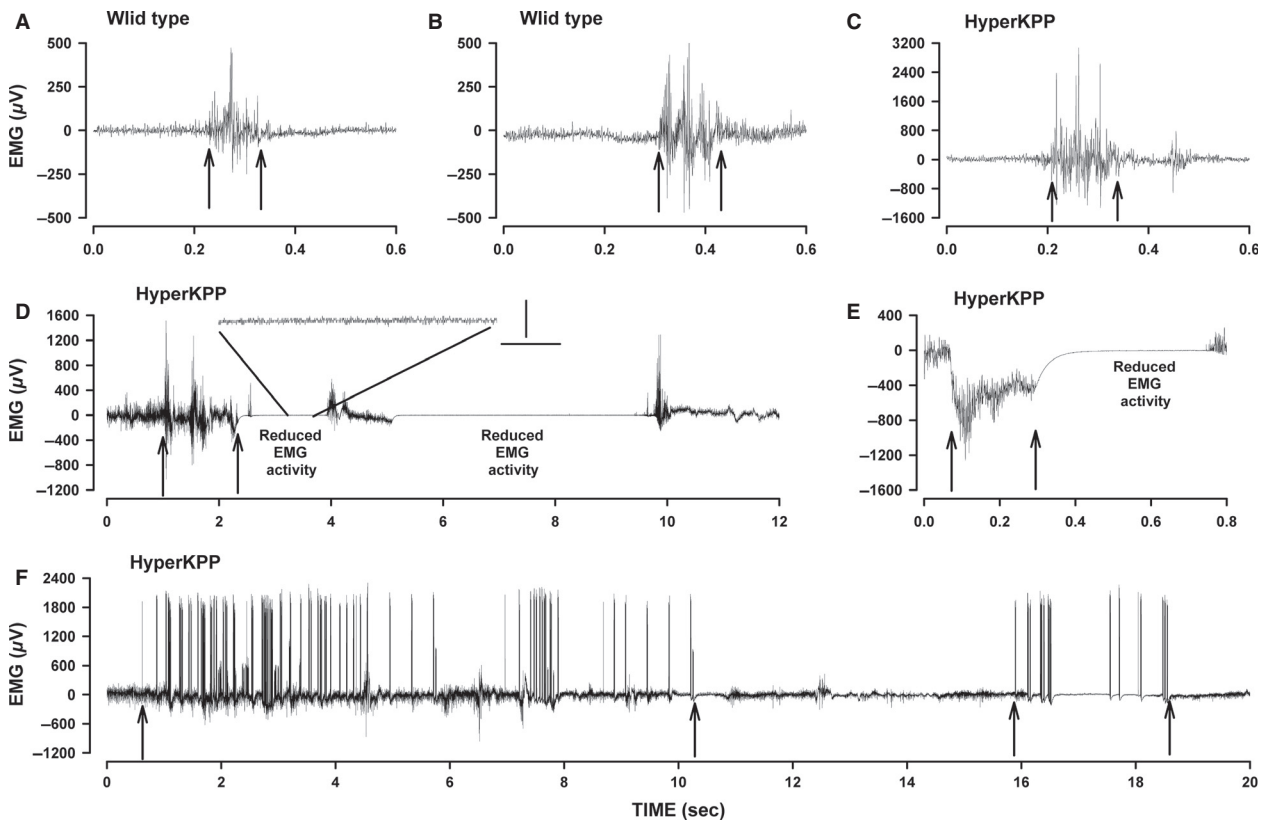 A
Wlid type
B
Wlid type
C
HyperKPP
EMG (µV)
500
250
0
–250
–500
0.0 0.2 0.4 0.6
500
250
0
–250
–500
0.0 0.2 0.4 0.6
3200
2400
1600
800
0
–800
–1600
0.0 0.2 0.4 0.6
D
HyperKPP
EMG (µV)
1600
1200
800
400
0
–400
–800
–1200
Reduced
EMG
activity
Reduced
EMG
activity
0 2 4 6 8 10 12
E
HyperKPP
400
0
–400
–800
–1200
–1600
Reduced
EMG
activity
0.0 0.2 0.4 0.6 0.8
F
HyperKPP
EMG (µV)
2400
1800
1200
600
0
–600
–1200
0 2 4 6 8 10 12 14 16 18 20
TIME (sec)